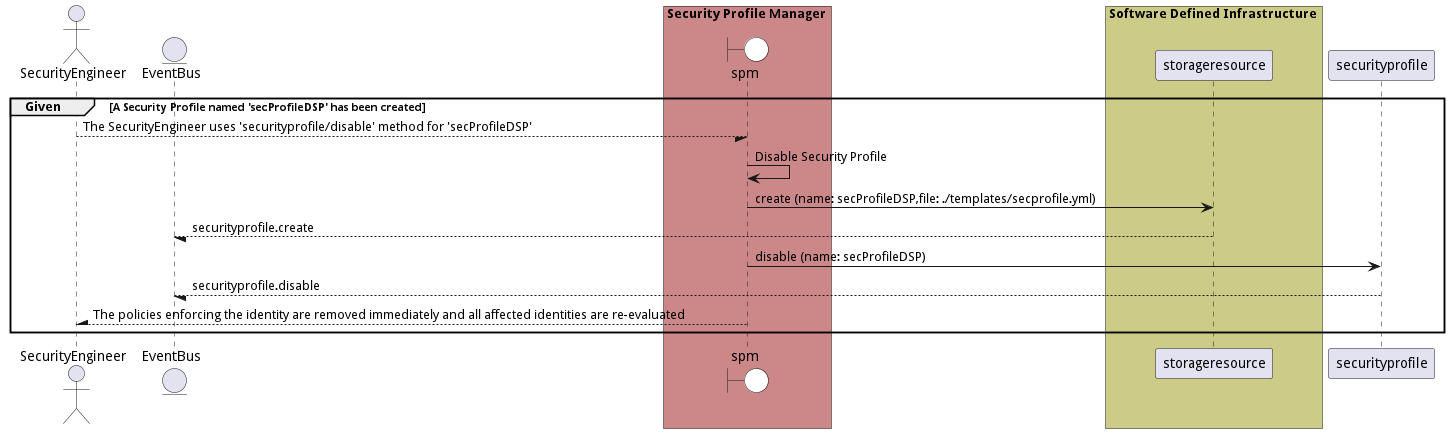 Security Profile Manager
Software Defined Infrastructure
SecurityEngineer
EventBus
spm
storageresource
securityprofile
Given
[A Security Profile named 'secProfileDSP' has been created]
The SecurityEngineer uses 'securityprofile/disable' method for 'secProfileDSP'
Disable Security Profile
create (name: secProfileDSP,file: ./templates/secprofile.yml)
securityprofile.create
disable (name: secProfileDSP)
securityprofile.disable
The policies enforcing the identity are removed immediately and all affected identities are re-evaluated
SecurityEngineer
EventBus
spm
storageresource
securityprofile